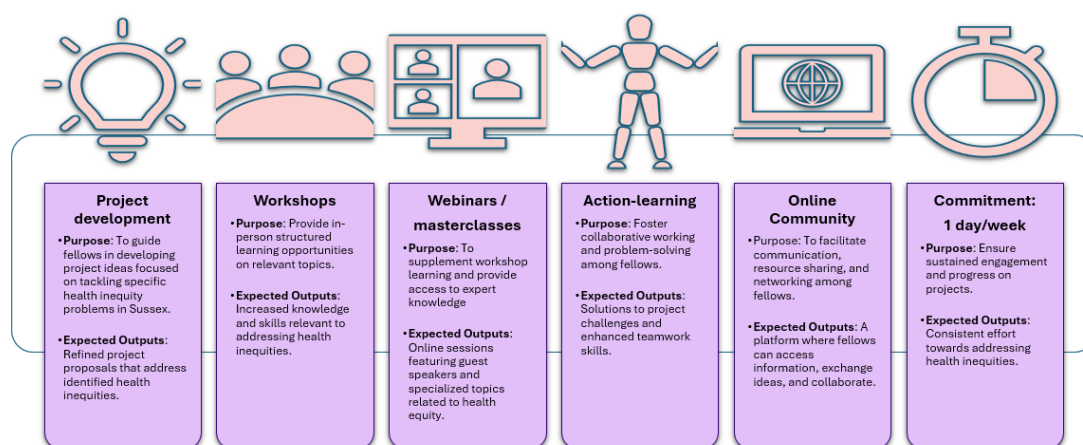 Project
development
•Purpose: To guide
fellows in developing
project ideas focused
on tackling specific
health inequity
problems in Sussex.
•Expected Outputs:
Refined project
proposals that address
identified health
inequities.
Workshops
•Purpose: Provide in-
person structured
learning opportunities
on relevant topics.
•Expected Outputs:
Increased knowledge
and skills relevant to
addressing health
inequities.
Webinars /
masterclasses
•Purpose: To
supplement workshop
learning and provide
access to expert
knowledge
•Expected Outputs:
Online sessions
featuring guest
speakers and
specialized topics
related to health
equity.
Action-learning
•Purpose: Foster
collaborative working
and problem-solving
among fellows.
•Expected Outputs:
Solutions to project
challenges and
enhanced teamwork
skills.
Online
Community
•Purpose: To facilitate
communication,
resource sharing, and
networking among
fellows.
•Expected Outputs: A
platform where fellows
can access
information, exchange
ideas, and collaborate.
Commitment:
1 day/week
•Purpose: Ensure
sustained engagement
and progress on
projects.
•Expected Outputs:
Consistent effort
towards addressing
health inequities.